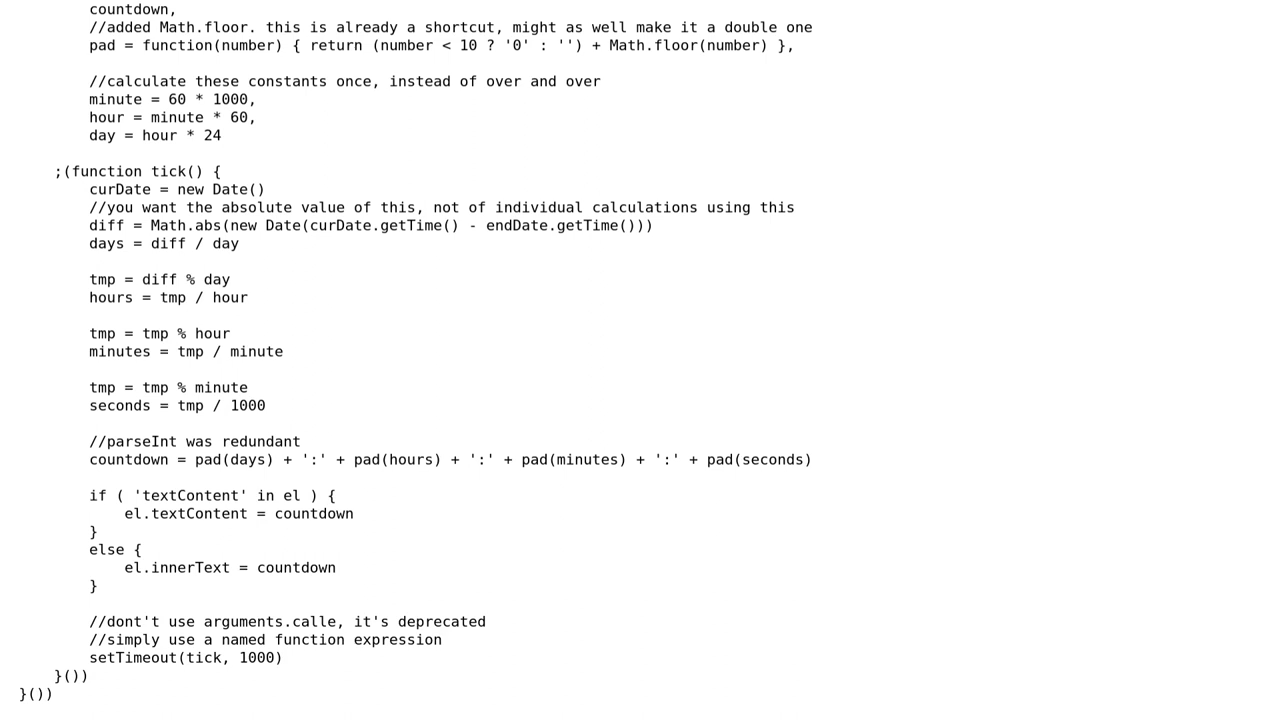 countdown,
//added Math.floor. this is already a shortcut, might as well make it a double one
pad = function(number) { return (number < 10 ? '0' : '') + Math.floor(number) },
//calculate these constants once, instead of over and over
minute = 60 * 1000,
hour = minute * 60,
day = hour * 24
;(function tick() {
curDate = new Date()
//you want the absolute value of this, not of individual calculations using this
diff = Math.abs(new Date(curDate.getTime() - endDate.getTime()))
days = diff / day
tmp = diff % day
hours = tmp / hour
tmp = tmp % hour
minutes = tmp / minute
tmp = tmp % minute
seconds = tmp / 1000
//parseInt was redundant
countdown = pad(days) + ':' + pad(hours) + ':' + pad(minutes) + ':' + pad(seconds)
if ( 'textContent' in el ) {
el.textContent = countdown
}
else {
el.innerText = countdown
}
//dont't use arguments.calle, it's deprecated
//simply use a named function expression
setTimeout(tick, 1000)
}())
}())